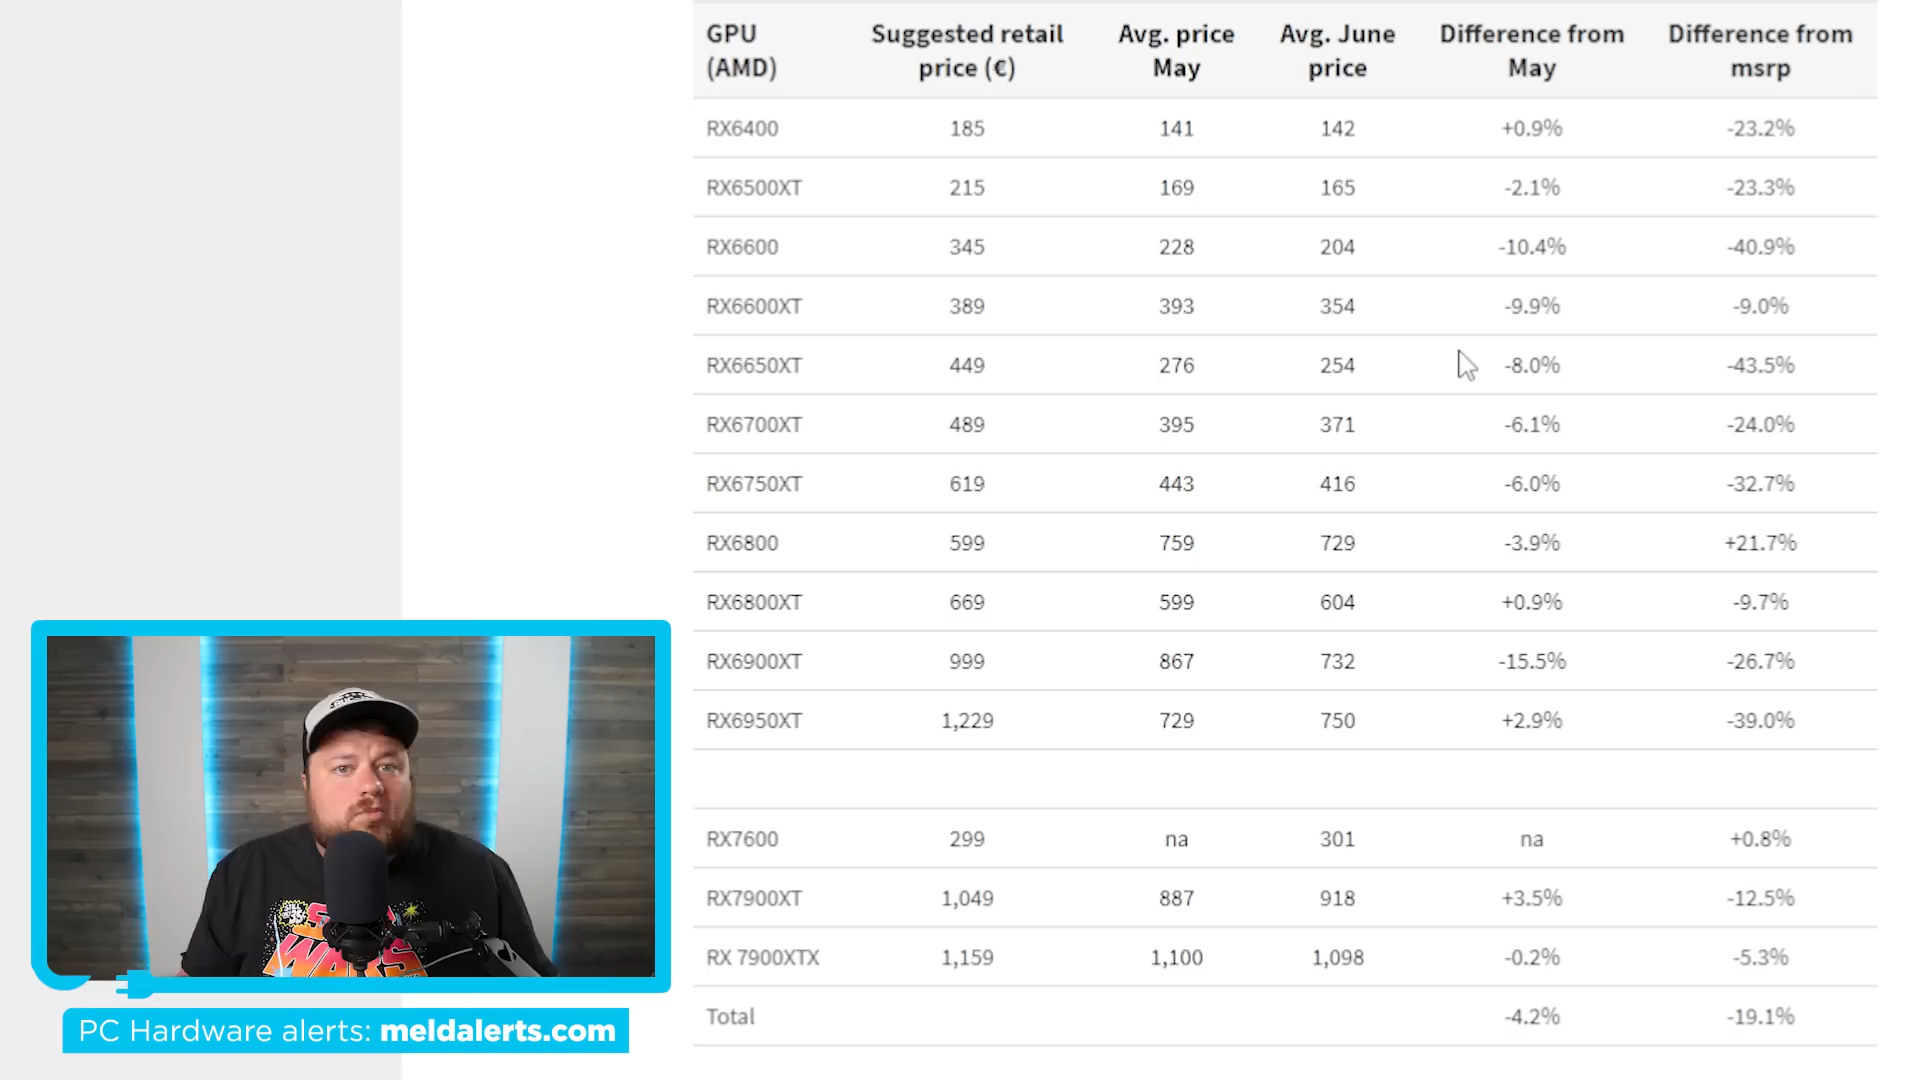 GPU (AMD) Suggested retail price (€) Avg. price May Avg. June price Difference from May Difference from msrp
RX6400 185 141 142 +0.9% -23.2%
RX6500XT 215 169 165 -2.1% -23.3%
RX6600 345 228 204 -10.4% -40.9%
RX6600XT 389 393 354 -9.9% -9.0%
RX6650XT 449 276 254 -8.0% -43.5%
RX6700XT 489 395 371 -6.1% -24.0%
RX6750XT 619 443 416 -6.0% -32.7%
RX6800 599 759 729 -3.9% +21.7%
RX6800XT 669 599 604 +0.9% -9.7%
RX6900XT 999 867 732 -15.5% -26.7%
RX6950XT 1,229 729 750 +2.9% -39.0%
RX7600 299 na 301 na +0.8%
RX7900XT 1,049 887 918 +3.5% -12.5%
RX 7900XTX 1,159 1,100 1,098 -0.2% -5.3%
Total -4.2% -19.1%
WARS
PC Hardware alerts: meldalerts.com